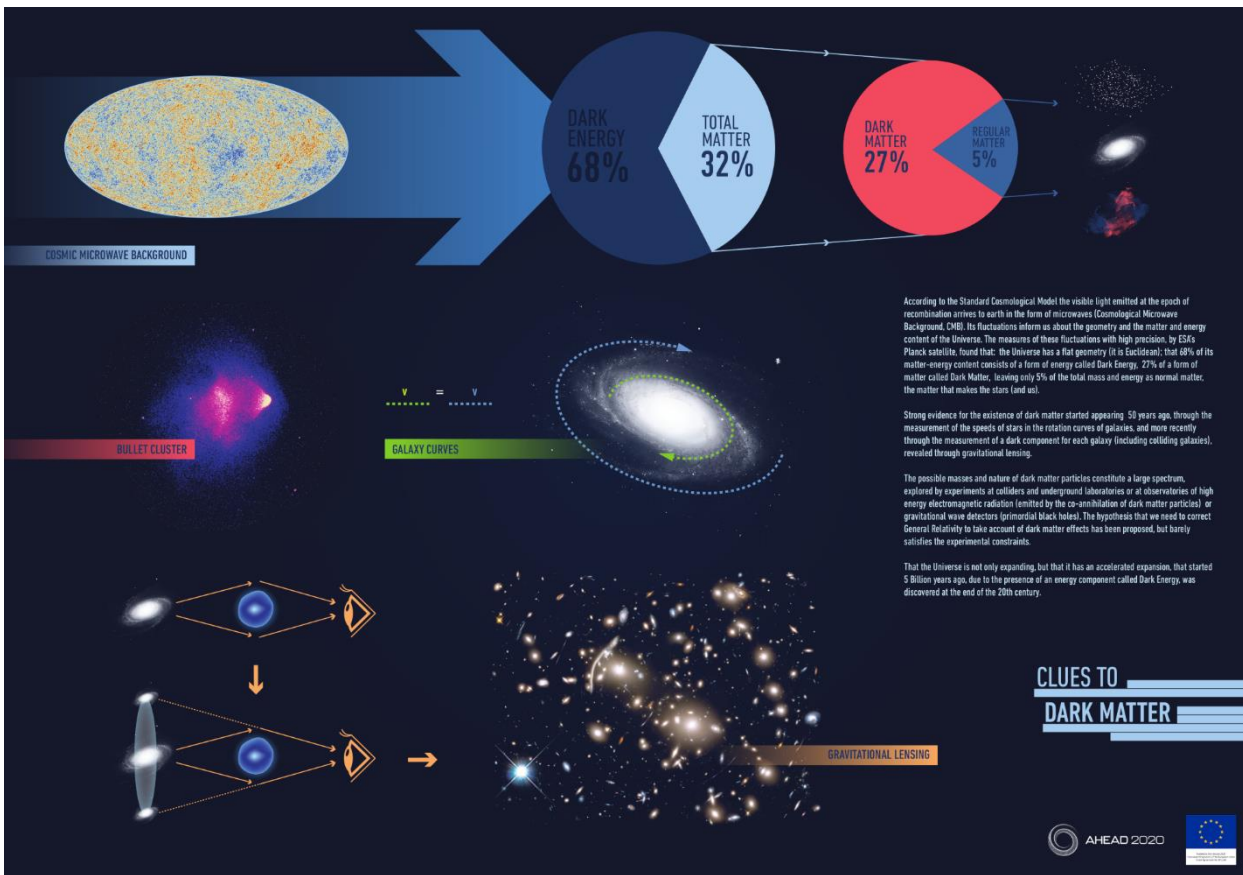 DARK
ENERGY
68%
TOTAL
MATTER
32%
DARK
MATTER
27%
REGULAR
MATTER
5%
COSMIC MICROWAVE BACKGROUND
According to the Standard Cosmological Model the visible light emitted at the epoch of
recombination arrives to earth in the form of microwaves (Cosmological Microwave
Background, CMB). Its fluctuations inform us about the geometry and the matter and energy
content of the Universe. The measures of these fluctuations with high precision, by ESA's
Planck satellite, found that: the Universe has a flat geometry (it is Euclidean); that 68% of its
matter-energy content consists of a form of energy called Dark Energy, 27% of a form of
matter called Dark Matter, leaving only 5% of the total mass and energy as normal matter,
the matter that makes the stars (and us).
Strong evidence for the existence of dark matter started appearing 50 years ago, through the
measurement of the speeds of stars in the rotation curves of galaxies, and more recently
through the measurement of a dark component for each galaxy (including colliding galaxies),
revealed through gravitational lensing.
The possible masses and nature of dark matter particles constitute a large spectrum,
explored by experiments at colliders and underground laboratories or at observatories of high
energy electromagnetic radiation (emitted by the co-annihilation of dark matter particles) or
gravitational wave detectors (primordial black holes). The hypothesis that we need to correct
General Relativity to take account of dark matter effects has been proposed, but barely
satisfies the experimental constraints.
That the Universe is not only expanding, but that it has an accelerated expansion, that started
5 Billion years ago, due to the presence of an energy component called Dark Energy, was
discovered at the end of the 20th century.
v = v
BULLET CLUSTER
GALAXY CURVES
GRAVITATIONAL LENSING
CLUES TO
DARK MATTER
AHEAD 2020